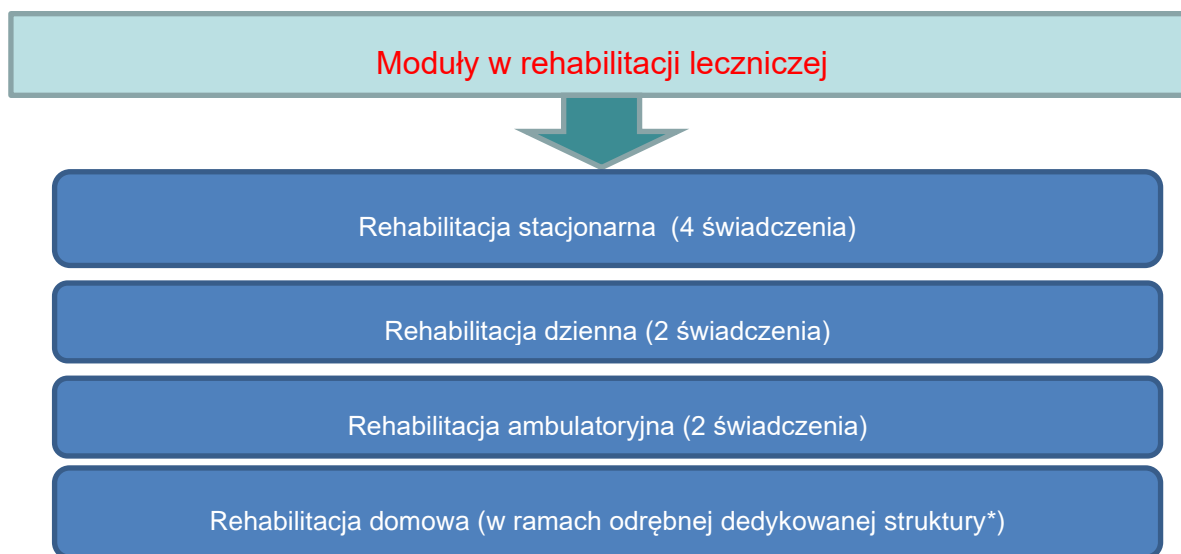 Moduły w rehabilitacji leczniczej
Rehabilitacja stacjonarna (4 świadczenia)
Rehabilitacja dzienna (2 świadczenia)
Rehabilitacja ambulatoryjna (2 świadczenia)
Rehabilitacja domowa (w ramach odrębnej dedykowanej struktury*)